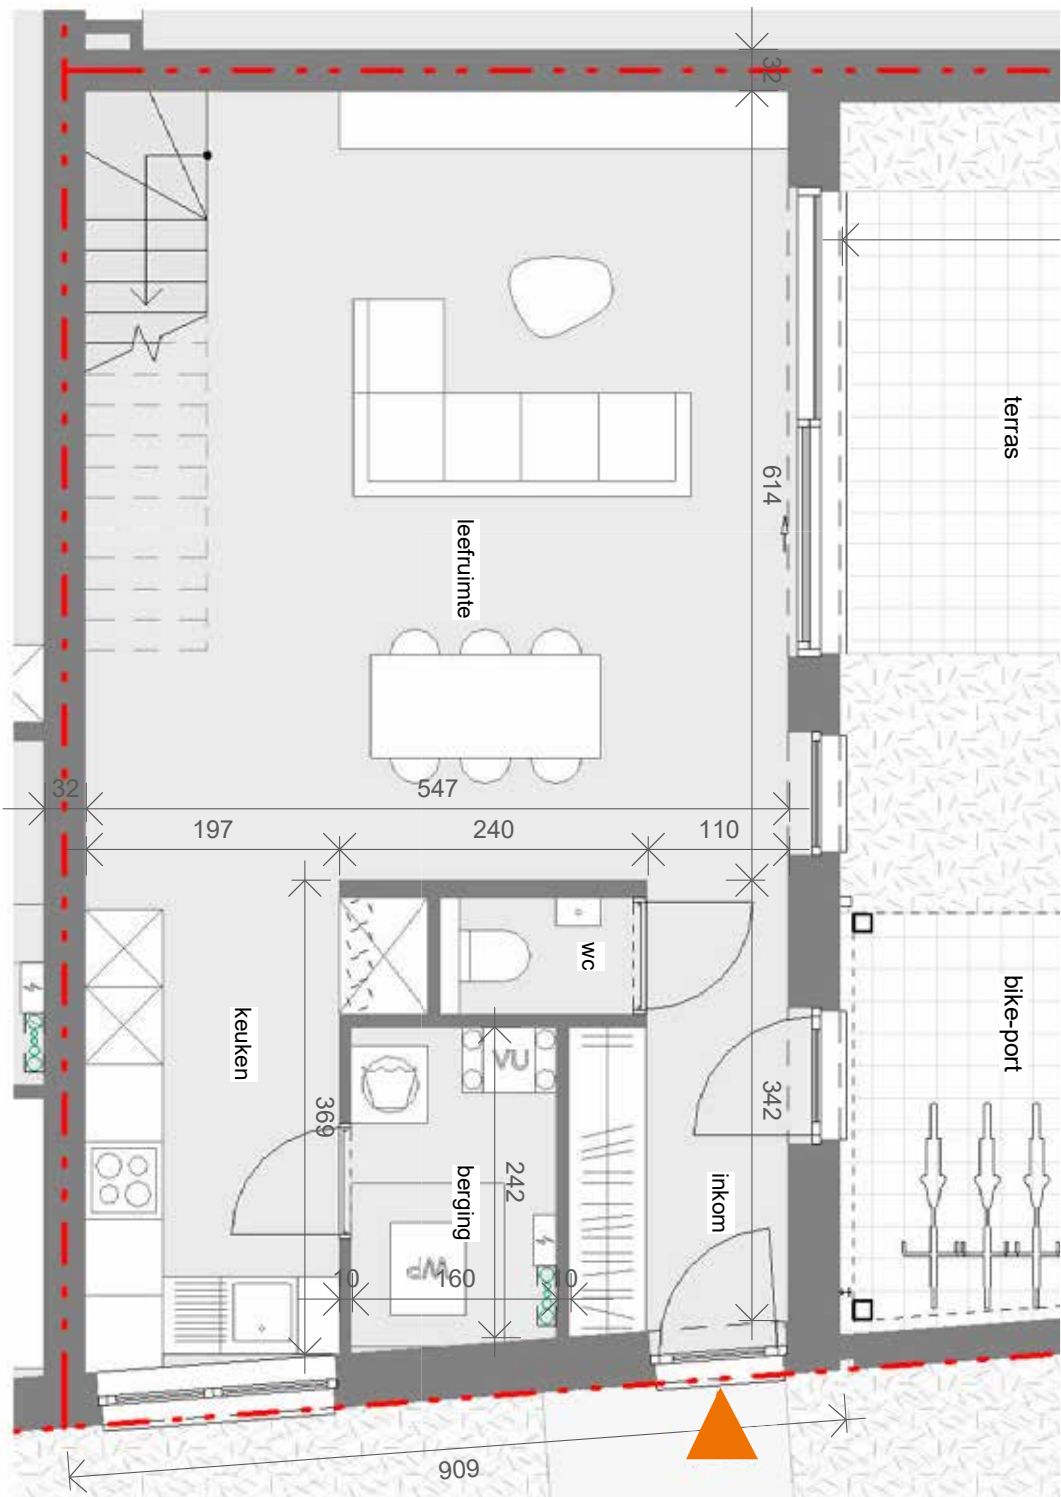 32
terras
614
leefruimte
32
547
197
240
110
wc
bike-port
keuken
VU
369
342
242
berging
inkom
WP
10
160
10
909